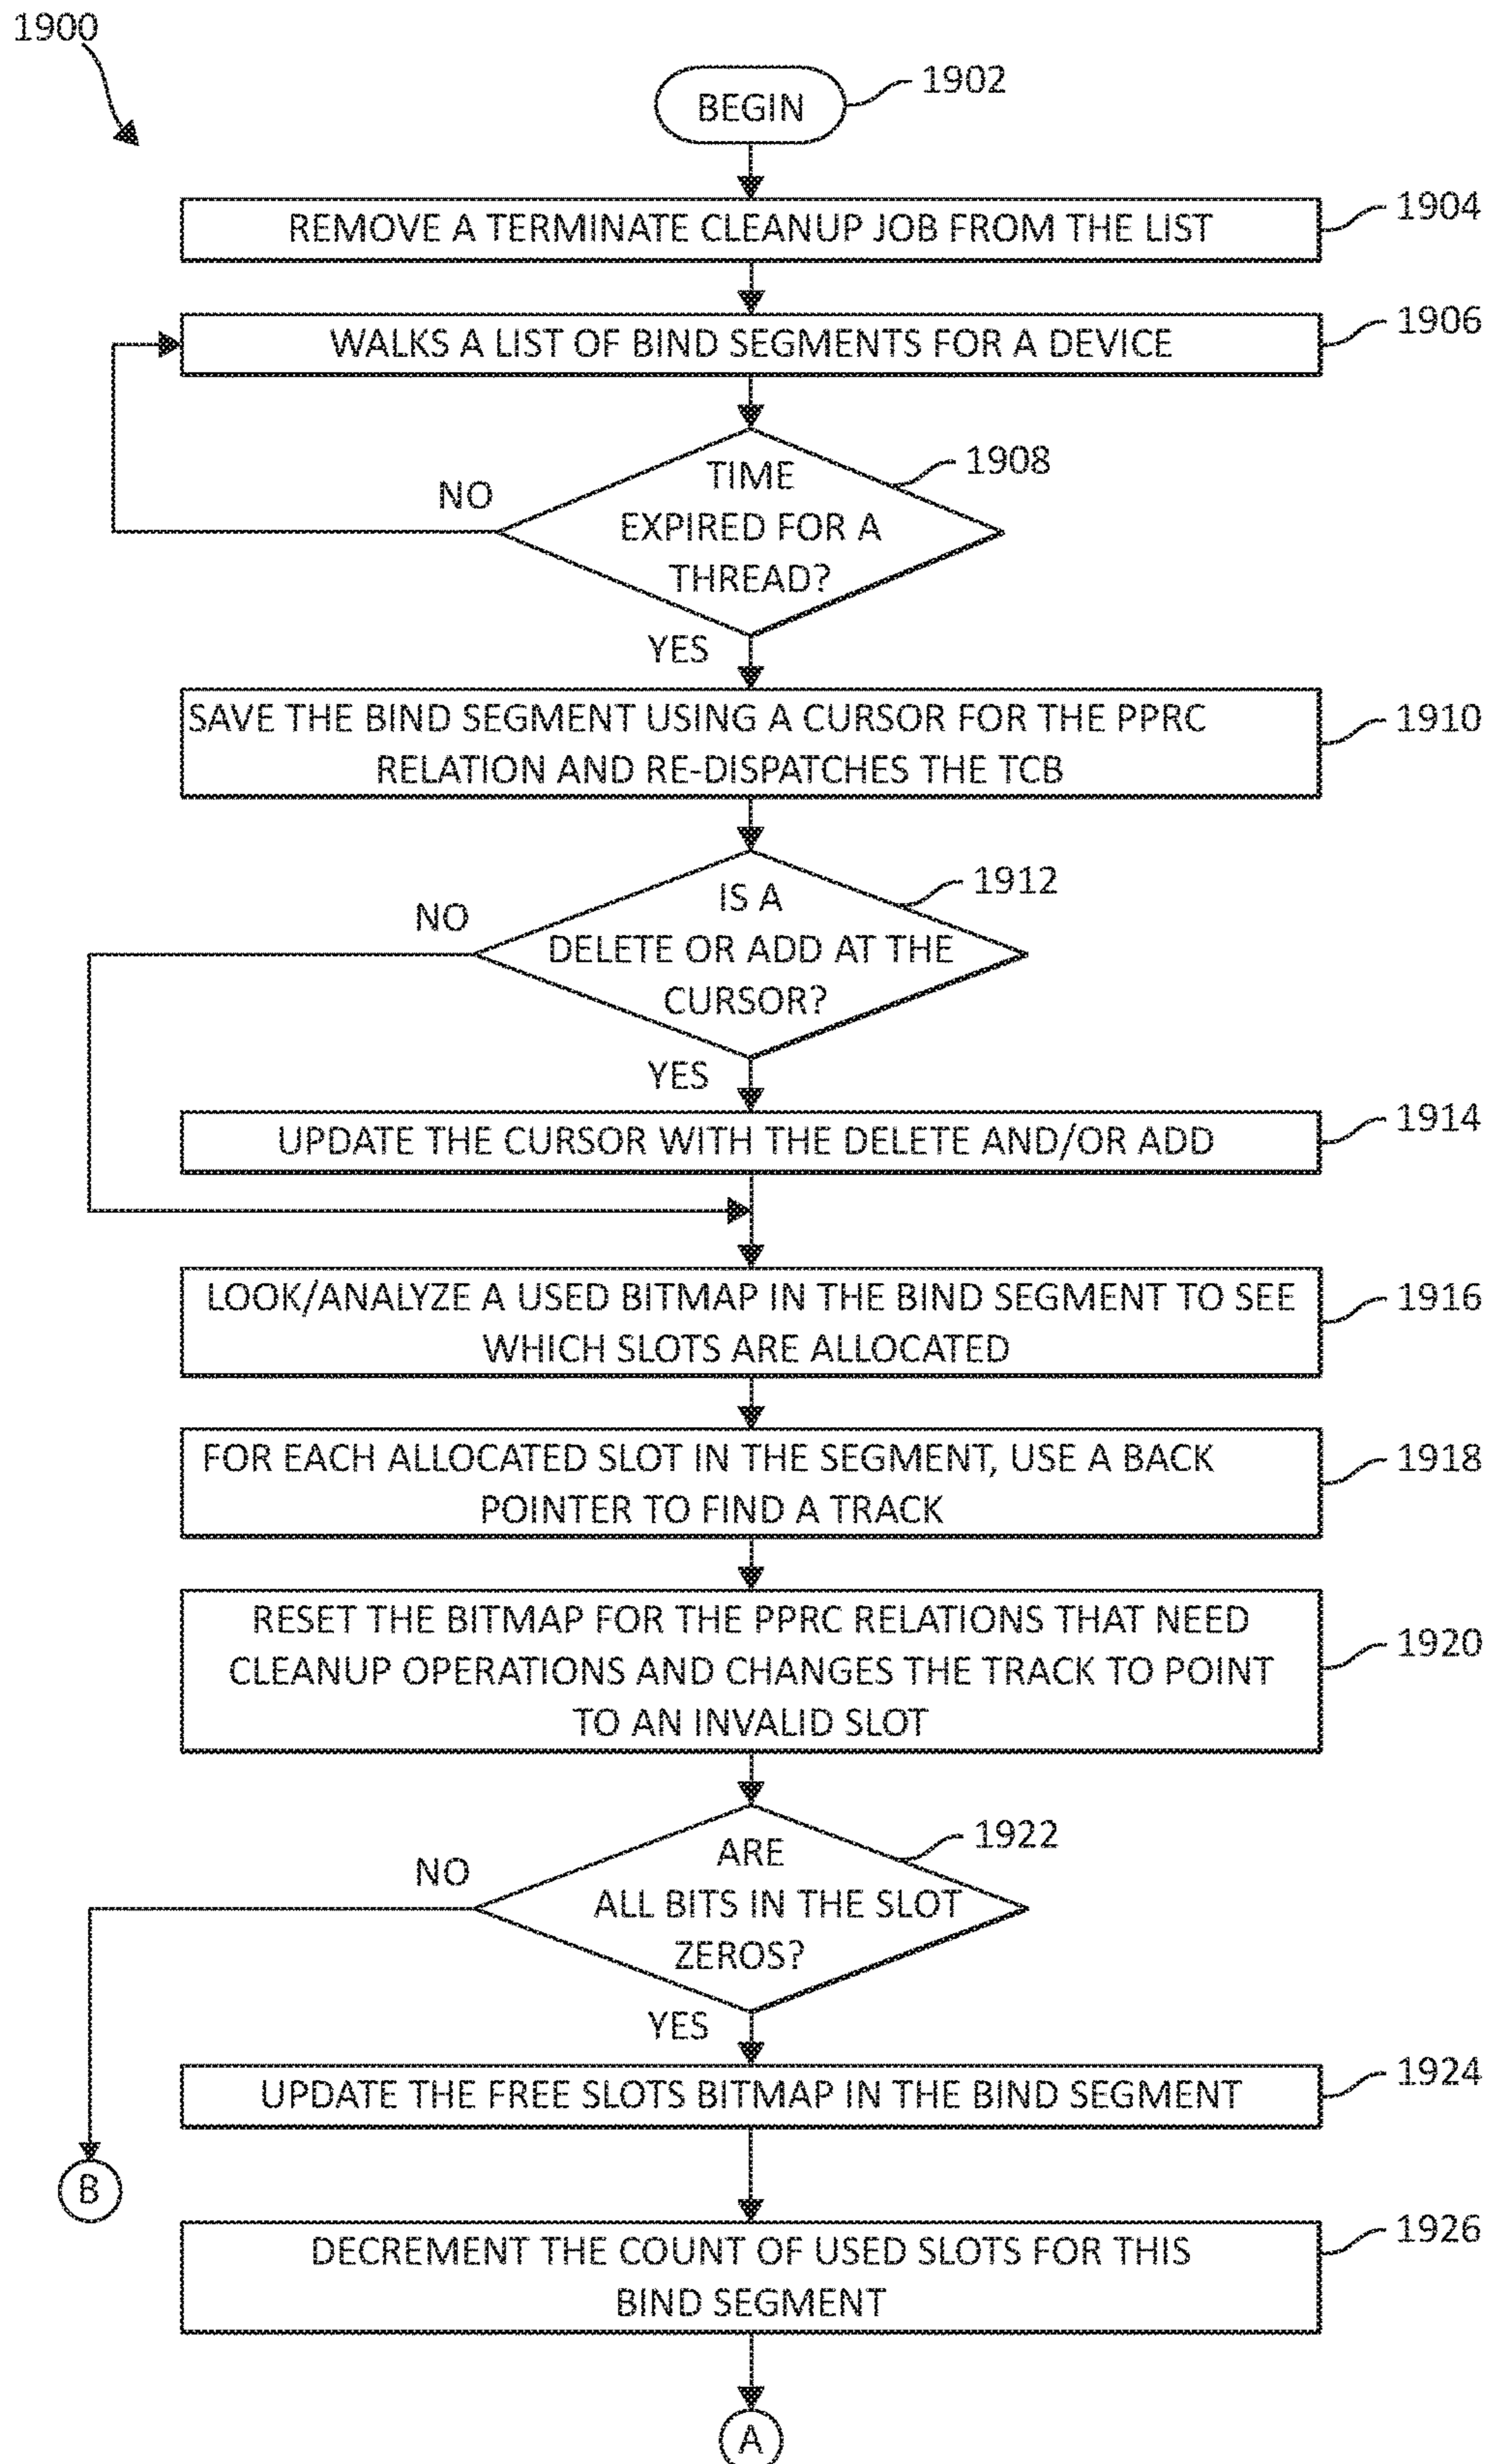 1900
BEGIN
1902
REMOVE A TERMINATE CLEANUP JOB FROM THE LIST
1904
WALKS A LIST OF BIND SEGMENTS FOR A DEVICE
1906
TIME
EXPIRED FOR A
THREAD?
1908
NO
YES
SAVE THE BIND SEGMENT USING A CURSOR FOR THE PPRC
RELATION AND RE-DISPATCHES THE TCB
1910
IS A
DELETE OR ADD AT THE
CURSOR?
1912
NO
YES
UPDATE THE CURSOR WITH THE DELETE AND/OR ADD
1914
LOOK/ANALYZE A USED BITMAP IN THE BIND SEGMENT TO SEE
WHICH SLOTS ARE ALLOCATED
1916
FOR EACH ALLOCATED SLOT IN THE SEGMENT, USE A BACK
POINTER TO FIND A TRACK
1918
RESET THE BITMAP FOR THE PPRC RELATIONS THAT NEED
CLEANUP OPERATIONS AND CHANGES THE TRACK TO POINT
TO AN INVALID SLOT
1920
ARE
ALL BITS IN THE SLOT
ZEROS?
1922
NO
YES
UPDATE THE FREE SLOTS BITMAP IN THE BIND SEGMENT
1924
B
DECREMENT THE COUNT OF USED SLOTS FOR THIS
BIND SEGMENT
1926
A